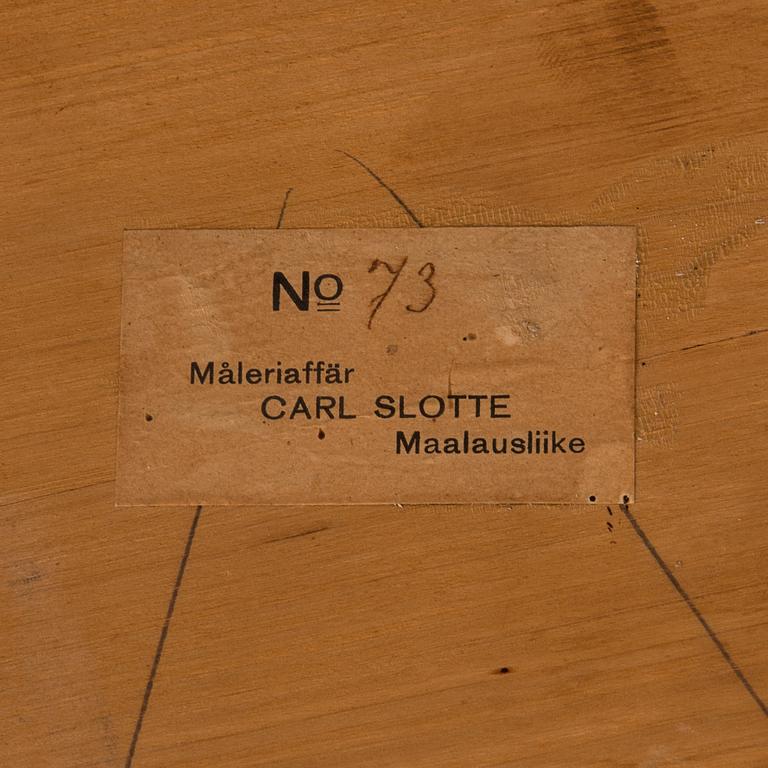 No 73
Måleriaffär
CARL SLOTTE
Maalausliike